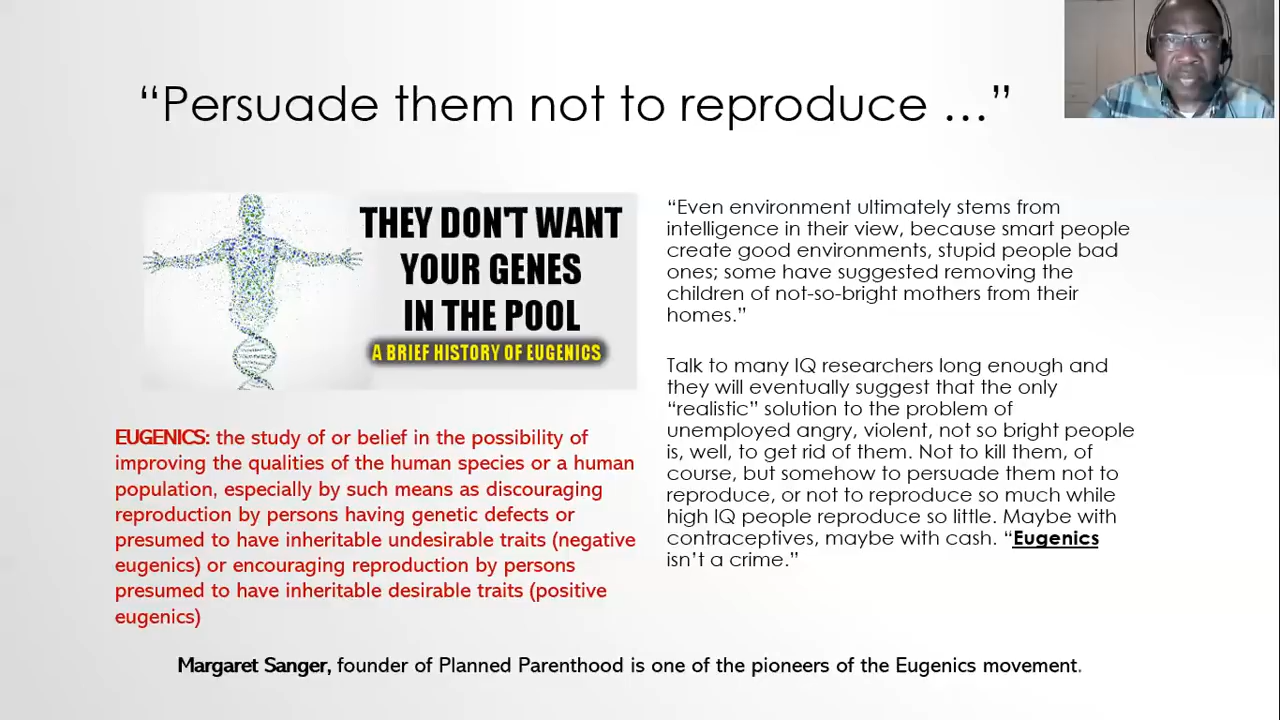 “Persuade them not to reproduce …”
THEY DON'T WANT
YOUR GENES
IN THE POOL
A BRIEF HISTORY OF EUGENICS
EUGENICS: the study of or belief in the possibility of
improving the qualities of the human species or a human
population, especially by such means as discouraging
reproduction by persons having genetic defects or
presumed to have inheritable undesirable traits (negative
eugenics) or encouraging reproduction by persons
presumed to have inheritable desirable traits (positive
eugenics)
“Even environment ultimately stems from
intelligence in their view, because smart people
create good environments, stupid people bad
ones; some have suggested removing the
children of not-so-bright mothers from their
homes.”
Talk to many IQ researchers long enough and
they will eventually suggest that the only
“realistic” solution to the problem of
unemployed angry, violent, not so bright people
is, well, to get rid of them. Not to kill them, of
course, but somehow to persuade them not to
reproduce, or not to reproduce so much while
high IQ people reproduce so little. Maybe with
contraceptives, maybe with cash. “Eugenics
isn’t a crime.”
Margaret Sanger, founder of Planned Parenthood is one of the pioneers of the Eugenics movement.